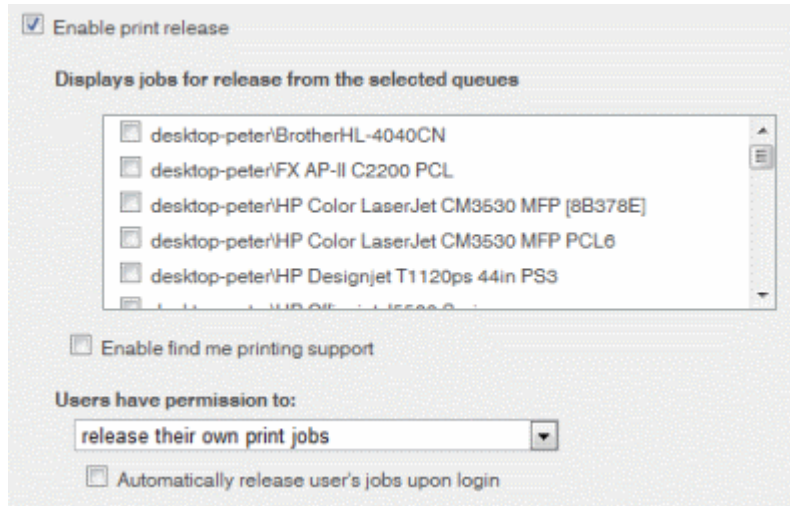 Enable print release
Displays jobs for release from the selected queues
desktop-peter\BrotherHL-4040CN
desktop-peter\FX AP-II C2200 PCL
desktop-peter\HP Color LaserJet CM3530 MFP [8B378E]
desktop-peter\HP Color LaserJet CM3530 MFP PCL6
desktop-peter\HP Designjet T1120ps 44in PS3
Enable find me printing support
Users have permission to:
release their own print jobs
Automatically release user's jobs upon login